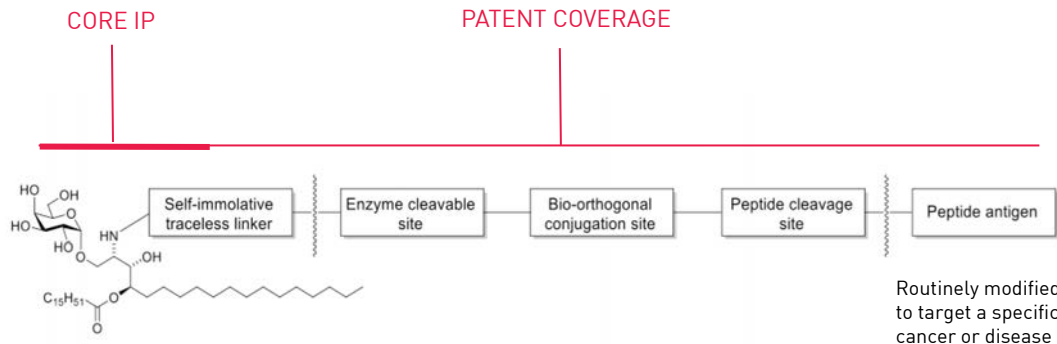 CORE IP
PATENT COVERAGE
Self-immolative
traceless linker
Enzyme cleavable
site
Bio-orthogonal
conjugation site
Peptide cleavage
site
Peptide antigen
HO
OH
O
HO
HO
O
HN
OH
C₁₅H₅₁
O
O
Routinely modified
to target a specific
cancer or disease